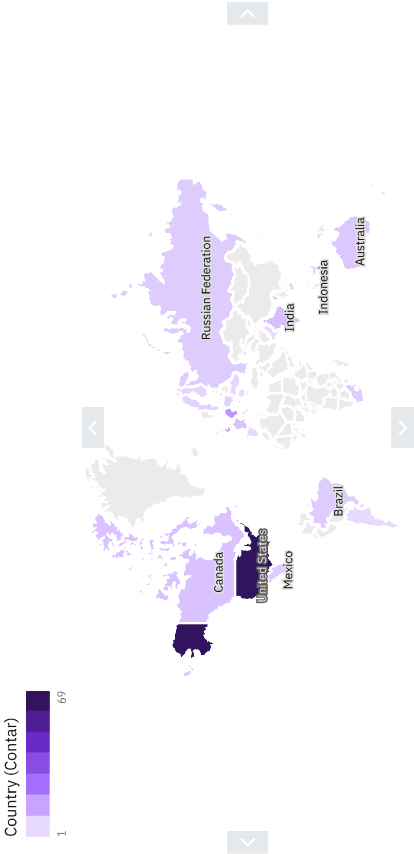 Country (Contar)
1
69
Canada
United States
Mexico
Brazil
Russian Federation
India
Indonesia
Australia